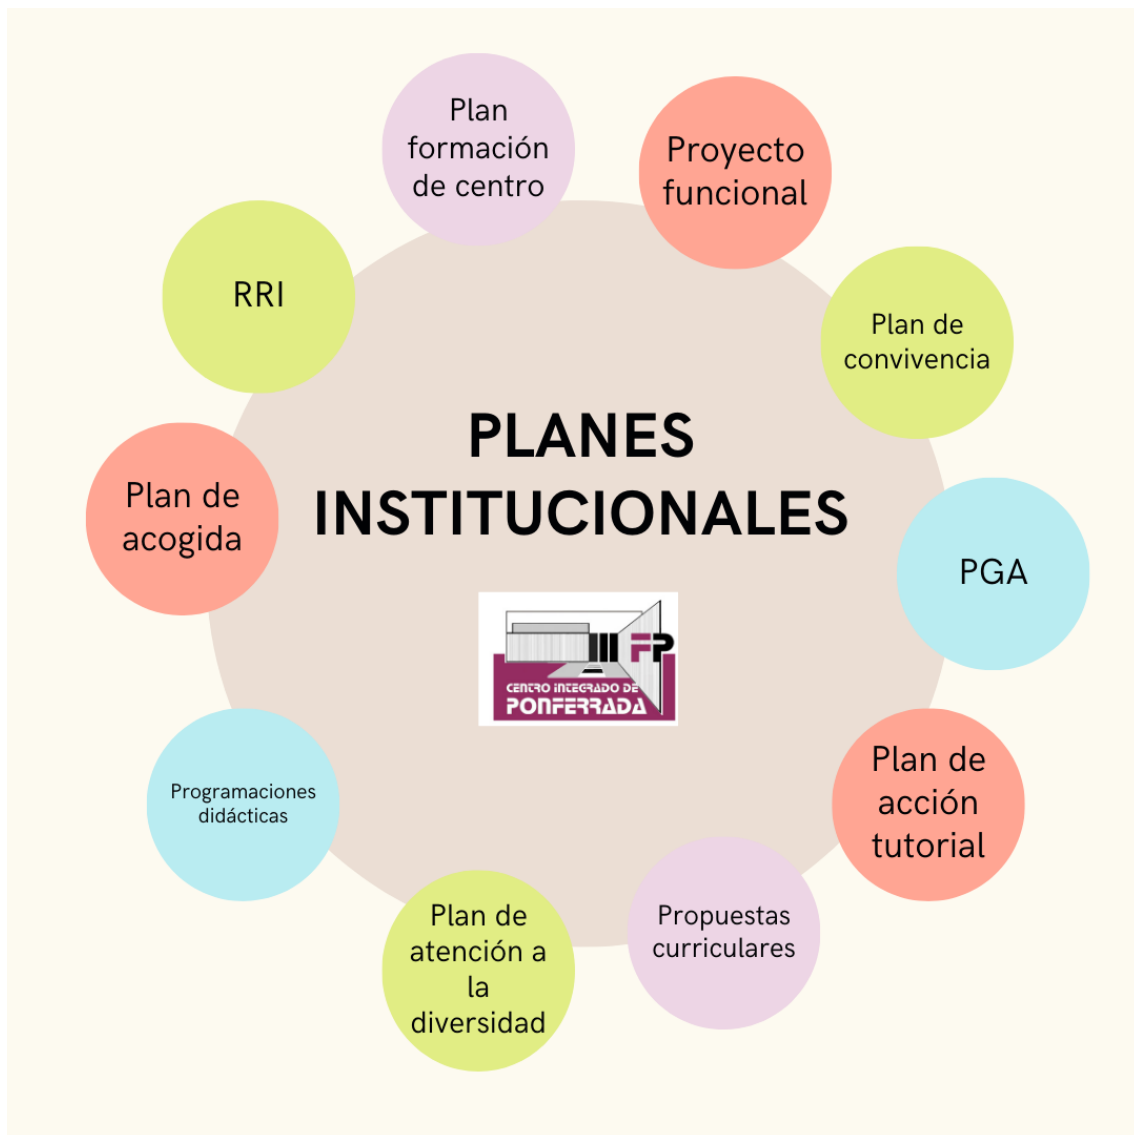 Plan
formación
de centro
Proyecto
funcional
RRI
Plan de
convivencia
PLANES
INSTITUCIONALES
Plan de
acogida
PGA
FP
CENTRO INTEGRADO DE
PONFERRADA
Plan de
acción
tutorial
Programaciones
didácticas
Plan de
atención a
la
diversidad
Propuestas
curriculares